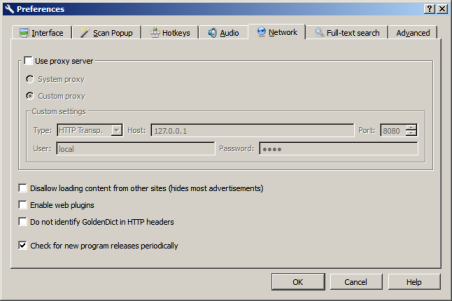 Preferences
Interface Scan Popup Hotkeys Audio Network Full-text search Advanced
Use proxy server
System proxy
Custom proxy
Custom settings
Type: HTTP Transp. Host: 127.0.0.1 Port: 8080
User: local Password: ●●●●
Disallow loading content from other sites (hides most advertisements)
Enable web plugins
Do not identify GoldenDict in HTTP headers
Check for new program releases periodically
OK Cancel Help